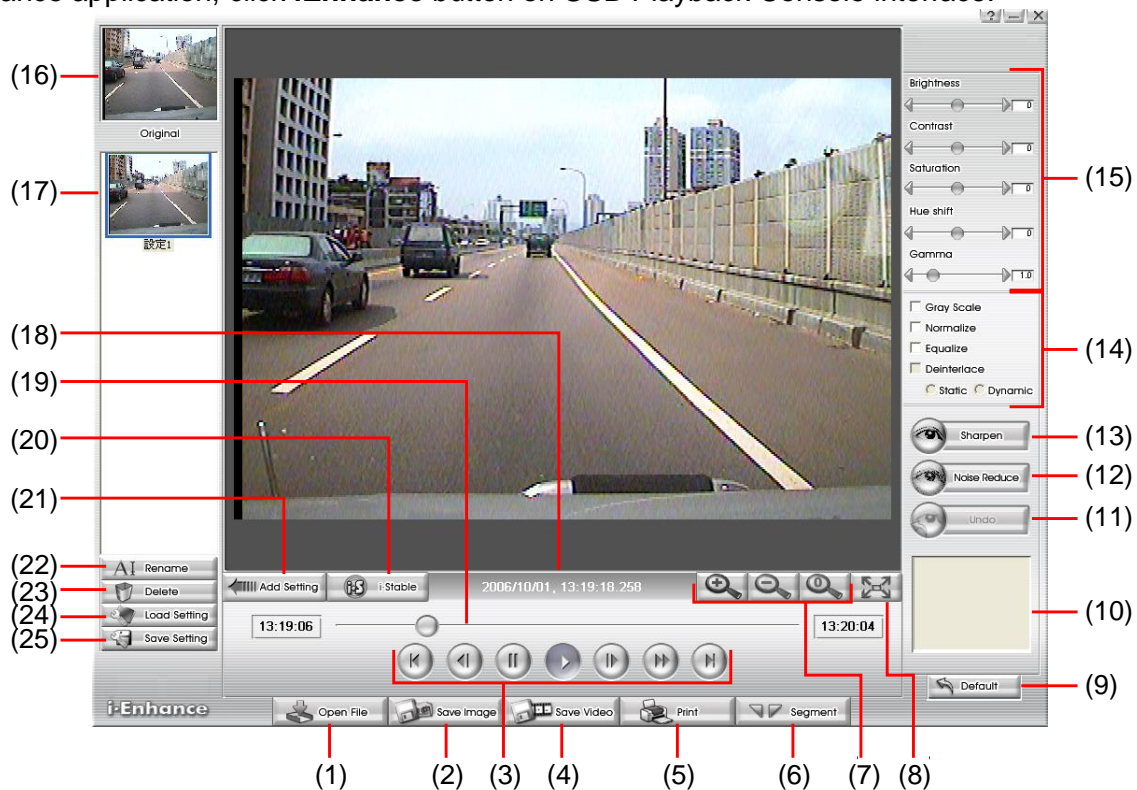 ance application, click iEnhance button on USB Playback Console interface.
? — X
(16)
Original
(17)
設定1
Brightness
0
Contrast
0
Saturation
0
Hue shift
0
Gamma
1.0
(15)
Gray Scale
Normalize
Equalize
Deinterlace
Static Dynamic
(14)
(18)
(19)
(20)
(21)
Sharpen
(13)
Noise Reduce
(12)
Undo
(11)
(22)
AI Rename
(23)
Delete
(24)
Load Setting
(25)
Save Setting
Add Setting
i-Stable
2006/10/01, 13:19:18.258
(10)
13:19:06
13:20:04
Default
(9)
i-Enhance
Open File
Save Image
Save Video
Print
Segment
(1) (2) (3) (4) (5) (6) (7) (8)